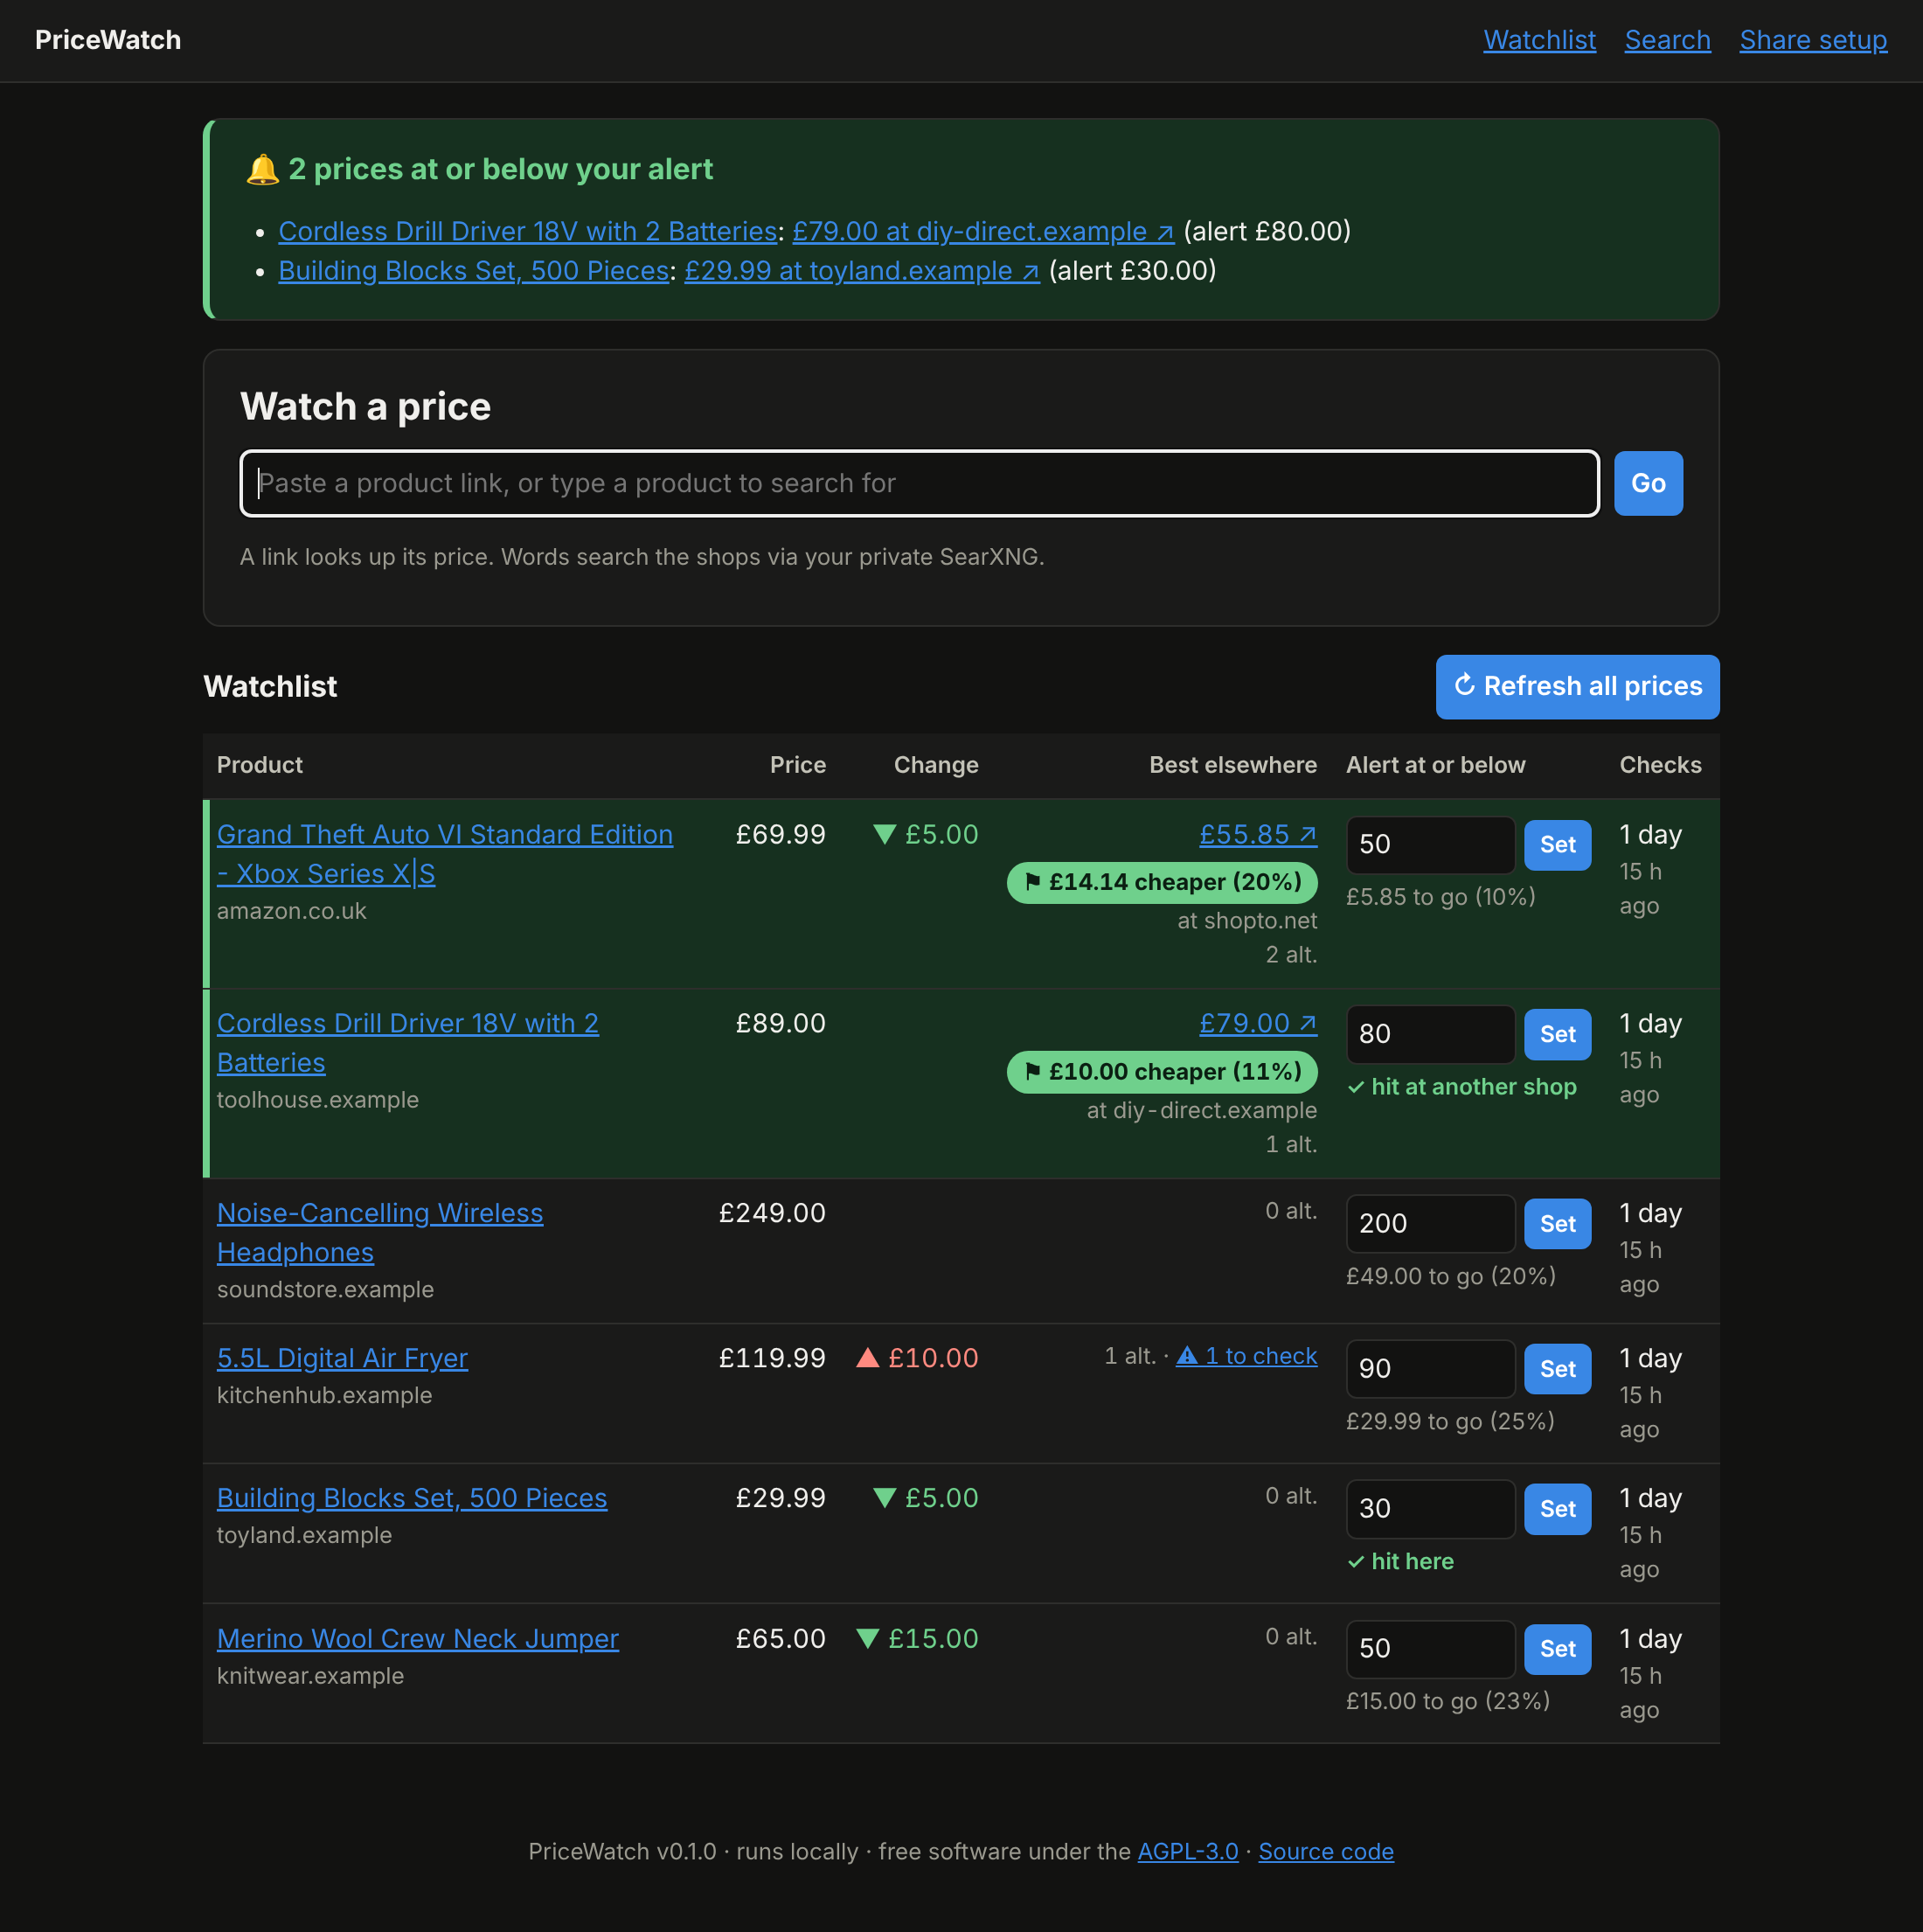 PriceWatch
Watchlist Search Share setup
🔔 2 prices at or below your alert
• Cordless Drill Driver 18V with 2 Batteries: £79.00 at diy-direct.example ↗ (alert £80.00)
• Building Blocks Set, 500 Pieces: £29.99 at toyland.example ↗ (alert £30.00)
Watch a price
Paste a product link, or type a product to search for
Go
A link looks up its price. Words search the shops via your private SearXNG.
Watchlist
↻ Refresh all prices
Product Price Change Best elsewhere Alert at or below Checks
Grand Theft Auto VI Standard Edition
- Xbox Series X|S
amazon.co.uk
£69.99
▼ £5.00
£55.85 ↗
⚑ £14.14 cheaper (20%)
at shopto.net
2 alt.
50 Set
£5.85 to go (10%)
1 day
15 h
ago
Cordless Drill Driver 18V with 2
Batteries
toolhouse.example
£89.00
£79.00 ↗
⚑ £10.00 cheaper (11%)
at diy-direct.example
1 alt.
80 Set
✓ hit at another shop
1 day
15 h
ago
Noise-Cancelling Wireless
Headphones
soundstore.example
£249.00
0 alt.
200 Set
£49.00 to go (20%)
1 day
15 h
ago
5.5L Digital Air Fryer
kitchenhub.example
£119.99
▲ £10.00
1 alt. · ⚠ 1 to check
90 Set
£29.99 to go (25%)
1 day
15 h
ago
Building Blocks Set, 500 Pieces
toyland.example
£29.99
▼ £5.00
0 alt.
30 Set
✓ hit here
1 day
15 h
ago
Merino Wool Crew Neck Jumper
knitwear.example
£65.00
▼ £15.00
0 alt.
50 Set
£15.00 to go (23%)
1 day
15 h
ago
PriceWatch v0.1.0 · runs locally · free software under the AGPL-3.0 · Source code